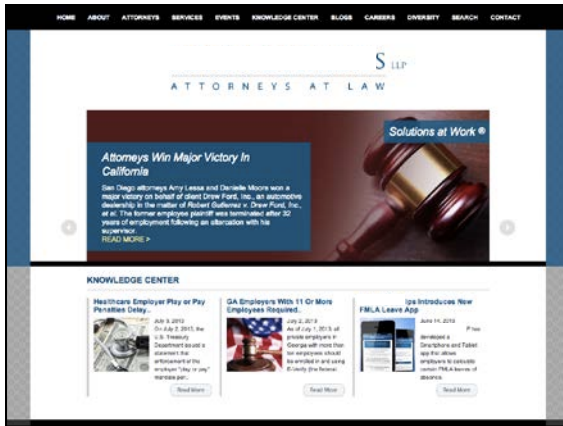 HOME ABOUT ATTORNEYS SERVICES EVENTS KNOWLEDGE CENTER BLOGS CAREERS DIVERSITY SEARCH CONTACT
S LLP
ATTORNEYS AT LAW
Solutions at Work ®
Attorneys Win Major Victory In
California
San Diego attorneys Amy Lessa and Danielle Moore won a
major victory on behalf of client Drew Ford, Inc., an automotive
dealership in the matter of Robert Gutierrez v. Drew Ford, Inc.,
et al. The former employee plaintiff was terminated after 32
years of employment following an altercation with his
supervisor.
READ MORE >
KNOWLEDGE CENTER
Healthcare Employer Play or Pay
Penalties Delay..
July 3, 2013
On July 2, 2013, the
U.S. Treasury
Department issued a
statement that
enforcement of the
employer "play or pay"
mandate per..
Read More
GA Employers With 11 Or More
Employees Required..
July 2, 2013
As of July 1, 2013, all
private employers in
Georgia with more than
ten employees should
be enrolled in and using
E-Verify (the federal
Read More
ips Introduces New
FMLA Leave App
June 14, 2013
P has
developed a
Smartphone and Tablet
app that allows
employers to calculate
certain FMLA leaves of
absence.
Read More